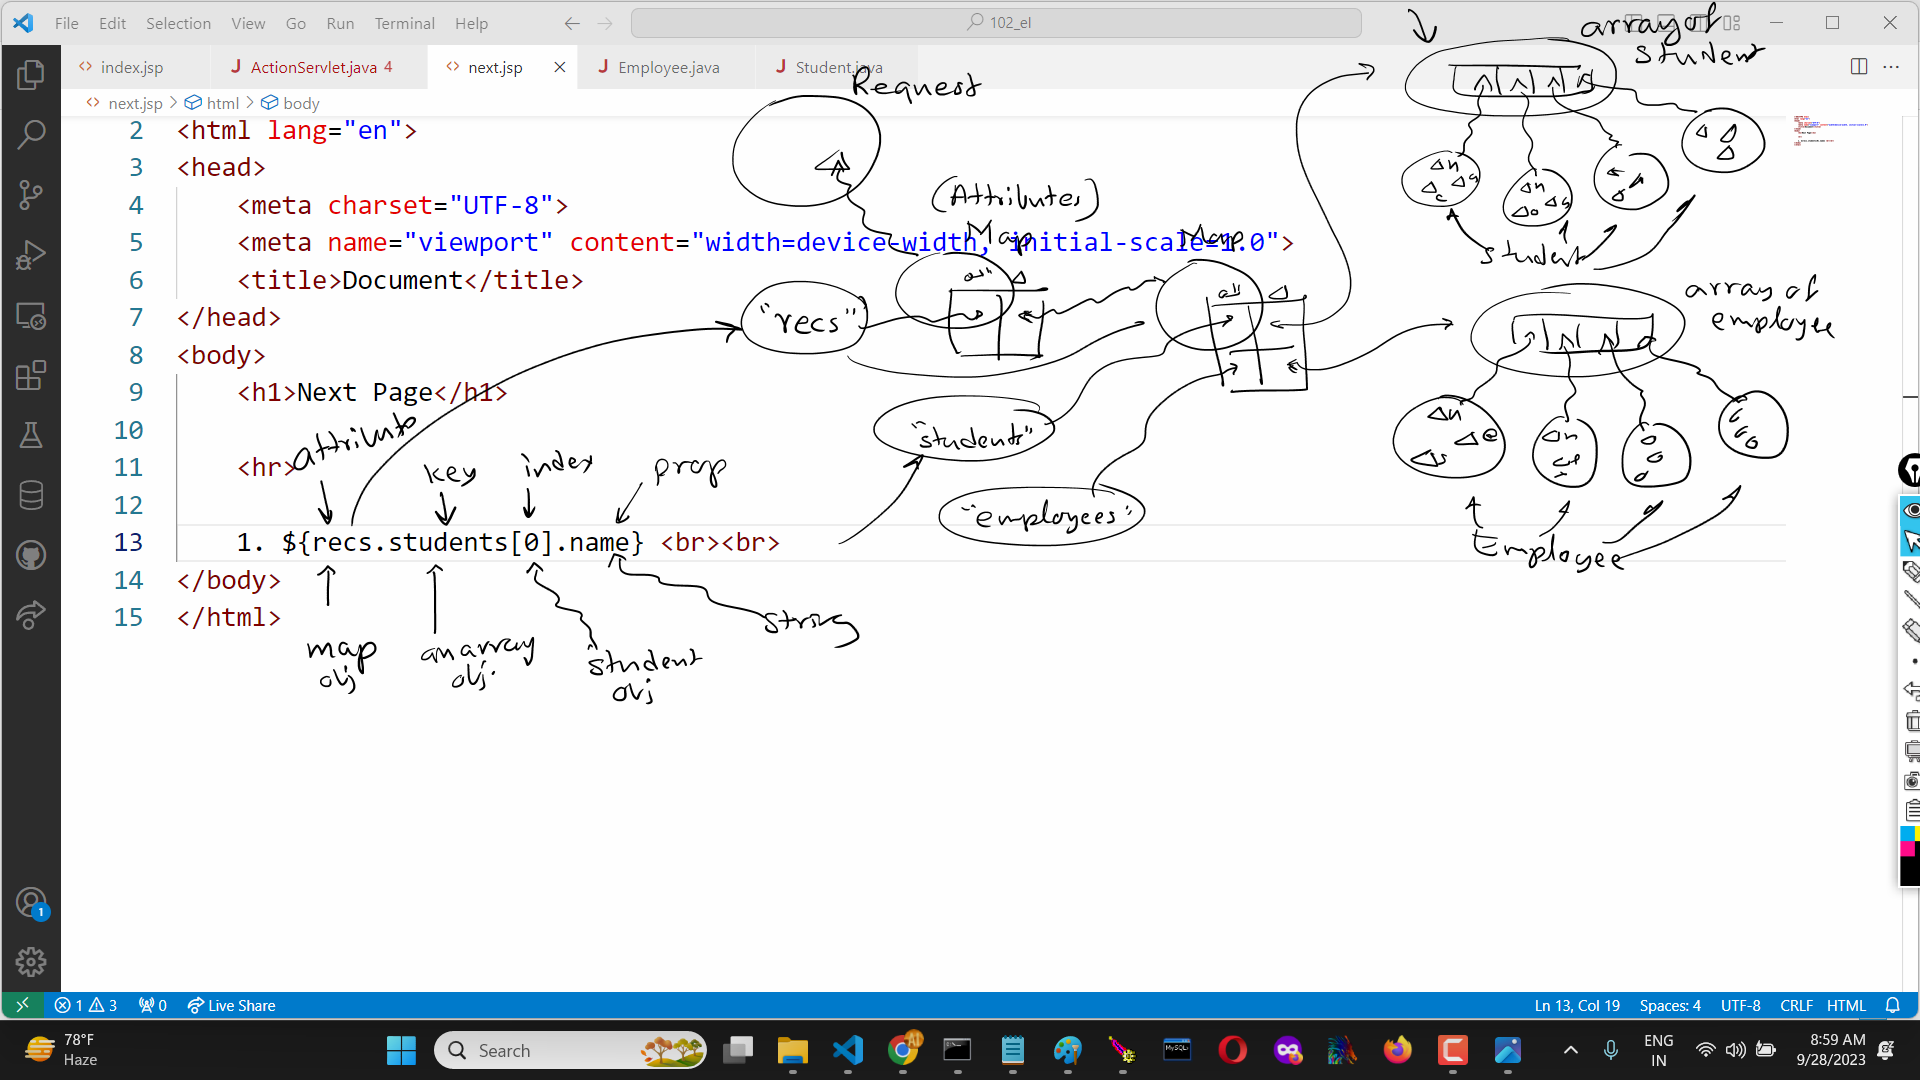 File Edit Selection View Go Run Terminal Help
102_el
index.jsp
ActionServlet.java 4
next.jsp
Employee.java
Student.java
next.jsp > html > body
2 <html lang="en">
3 <head>
4 <meta charset="UTF-8">
5 <meta name="viewport" content="width=device-width, initial-scale=1.0">
6 <title>Document</title>
7 </head>
8 <body>
9 <h1>Next Page</h1>
10
11 <hr>
12
13 1. ${recs.students[0].name} <br><br>
14 </body>
15 </html>
Request
(Attributes)
Map
Map
"recs"
"students"
"employees"
array of
student
student
array of
employee
Employee
attribute
key
index
prop
map
obj
an array
obj.
student
obj
string
1 3
0
Live Share
Ln 13, Col 19
Spaces: 4
UTF-8
CRLF
HTML
1
78°F
Haze
Search
ENG
IN
8:59 AM
9/28/2023